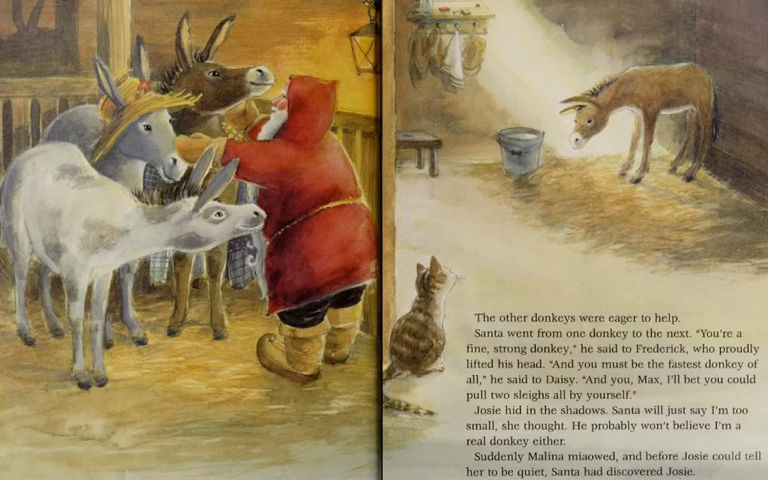 The other donkeys were eager to help.
Santa went from one donkey to the next. "You're a
fine, strong donkey," he said to Frederick, who proudly
lifted his head. "And you must be the fastest donkey of
all," he said to Daisy. "And you, Max, I'll bet you could
pull two sleighs all by yourself."
Josie hid in the shadows. Santa will just say I'm too
small, she thought. He probably won't believe I'm a
real donkey either.
Suddenly Malina miaowed, and before Josie could tell
her to be quiet, Santa had discovered Josie.